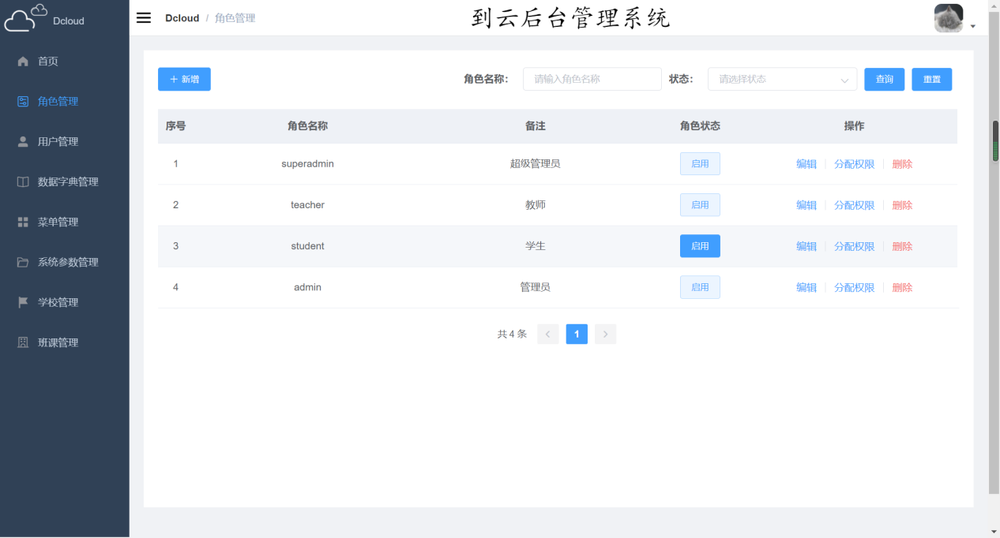 Dcloud
首页
角色管理
用户管理
数据字典管理
菜单管理
系统参数管理
学校管理
班课管理
Dcloud / 角色管理
到云后台管理系统
+ 新增 角色名称: 请输入角色名称 状态: 请选择状态 查询 重置
序号 角色名称 备注 角色状态 操作
1 superadmin 超级管理员 启用 编辑 分配权限 删除
2 teacher 教师 启用 编辑 分配权限 删除
3 student 学生 启用 编辑 分配权限 删除
4 admin 管理员 启用 编辑 分配权限 删除
共 4 条 < 1 >